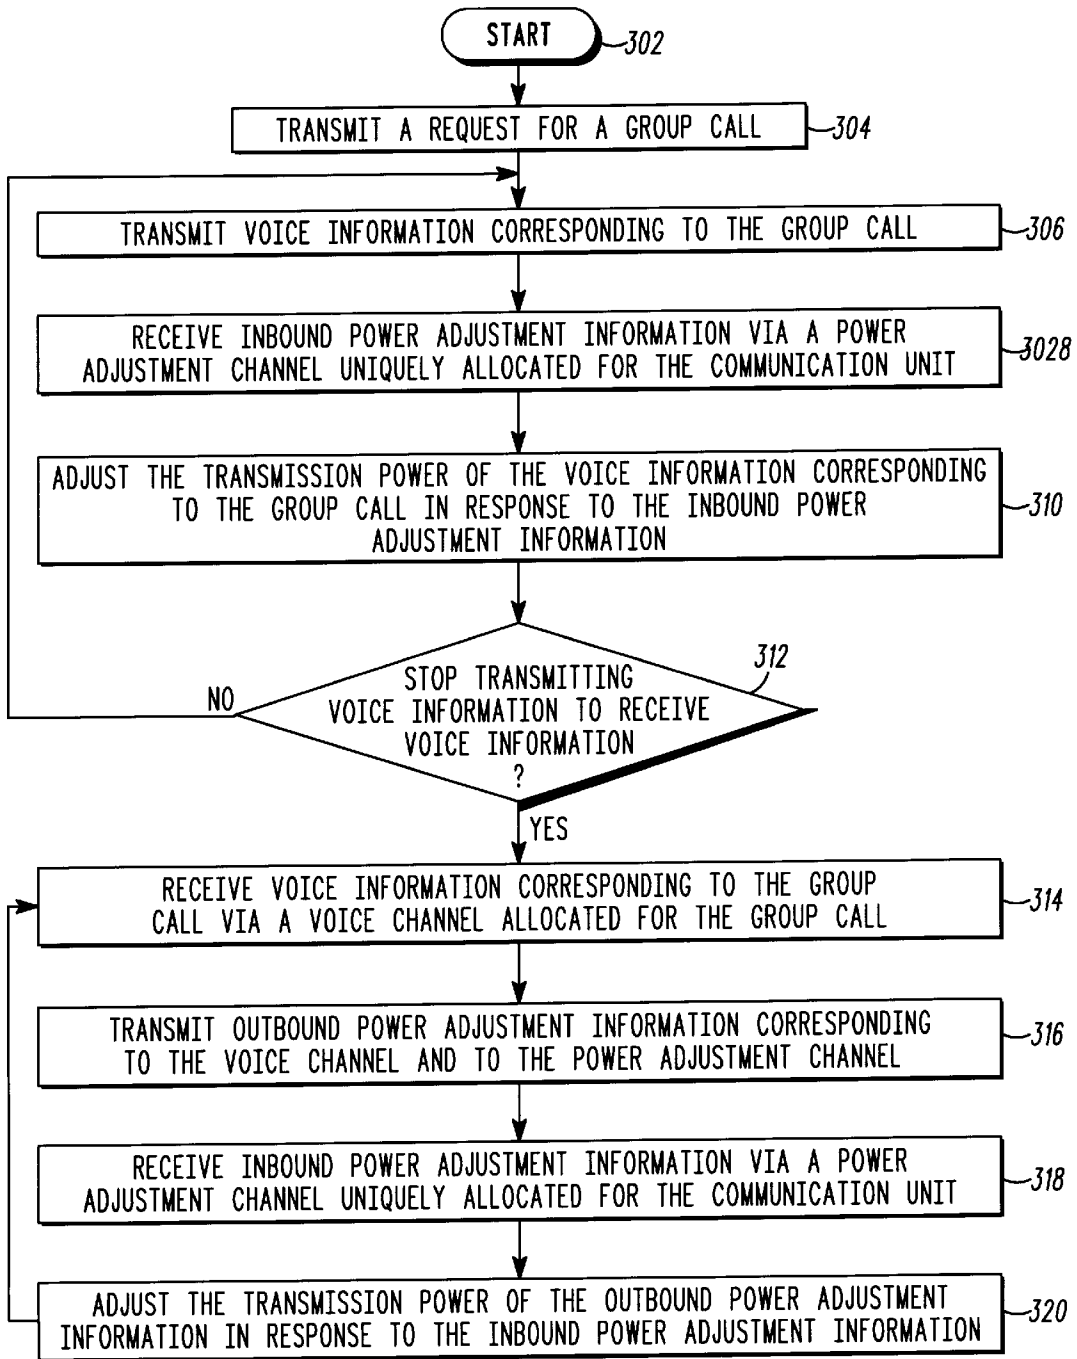 START
302
TRANSMIT A REQUEST FOR A GROUP CALL
304
TRANSMIT VOICE INFORMATION CORRESPONDING TO THE GROUP CALL
306
RECEIVE INBOUND POWER ADJUSTMENT INFORMATION VIA A POWER
ADJUSTMENT CHANNEL UNIQUELY ALLOCATED FOR THE COMMUNICATION UNIT
3028
ADJUST THE TRANSMISSION POWER OF THE VOICE INFORMATION CORRESPONDING
TO THE GROUP CALL IN RESPONSE TO THE INBOUND POWER
ADJUSTMENT INFORMATION
310
312
STOP TRANSMITTING
VOICE INFORMATION TO RECEIVE
VOICE INFORMATION
?
NO
YES
RECEIVE VOICE INFORMATION CORRESPONDING TO THE GROUP
CALL VIA A VOICE CHANNEL ALLOCATED FOR THE GROUP CALL
314
TRANSMIT OUTBOUND POWER ADJUSTMENT INFORMATION CORRESPONDING
TO THE VOICE CHANNEL AND TO THE POWER ADJUSTMENT CHANNEL
316
RECEIVE INBOUND POWER ADJUSTMENT INFORMATION VIA A POWER
ADJUSTMENT CHANNEL UNIQUELY ALLOCATED FOR THE COMMUNICATION UNIT
318
ADJUST THE TRANSMISSION POWER OF THE OUTBOUND POWER ADJUSTMENT
INFORMATION IN RESPONSE TO THE INBOUND POWER ADJUSTMENT INFORMATION
320